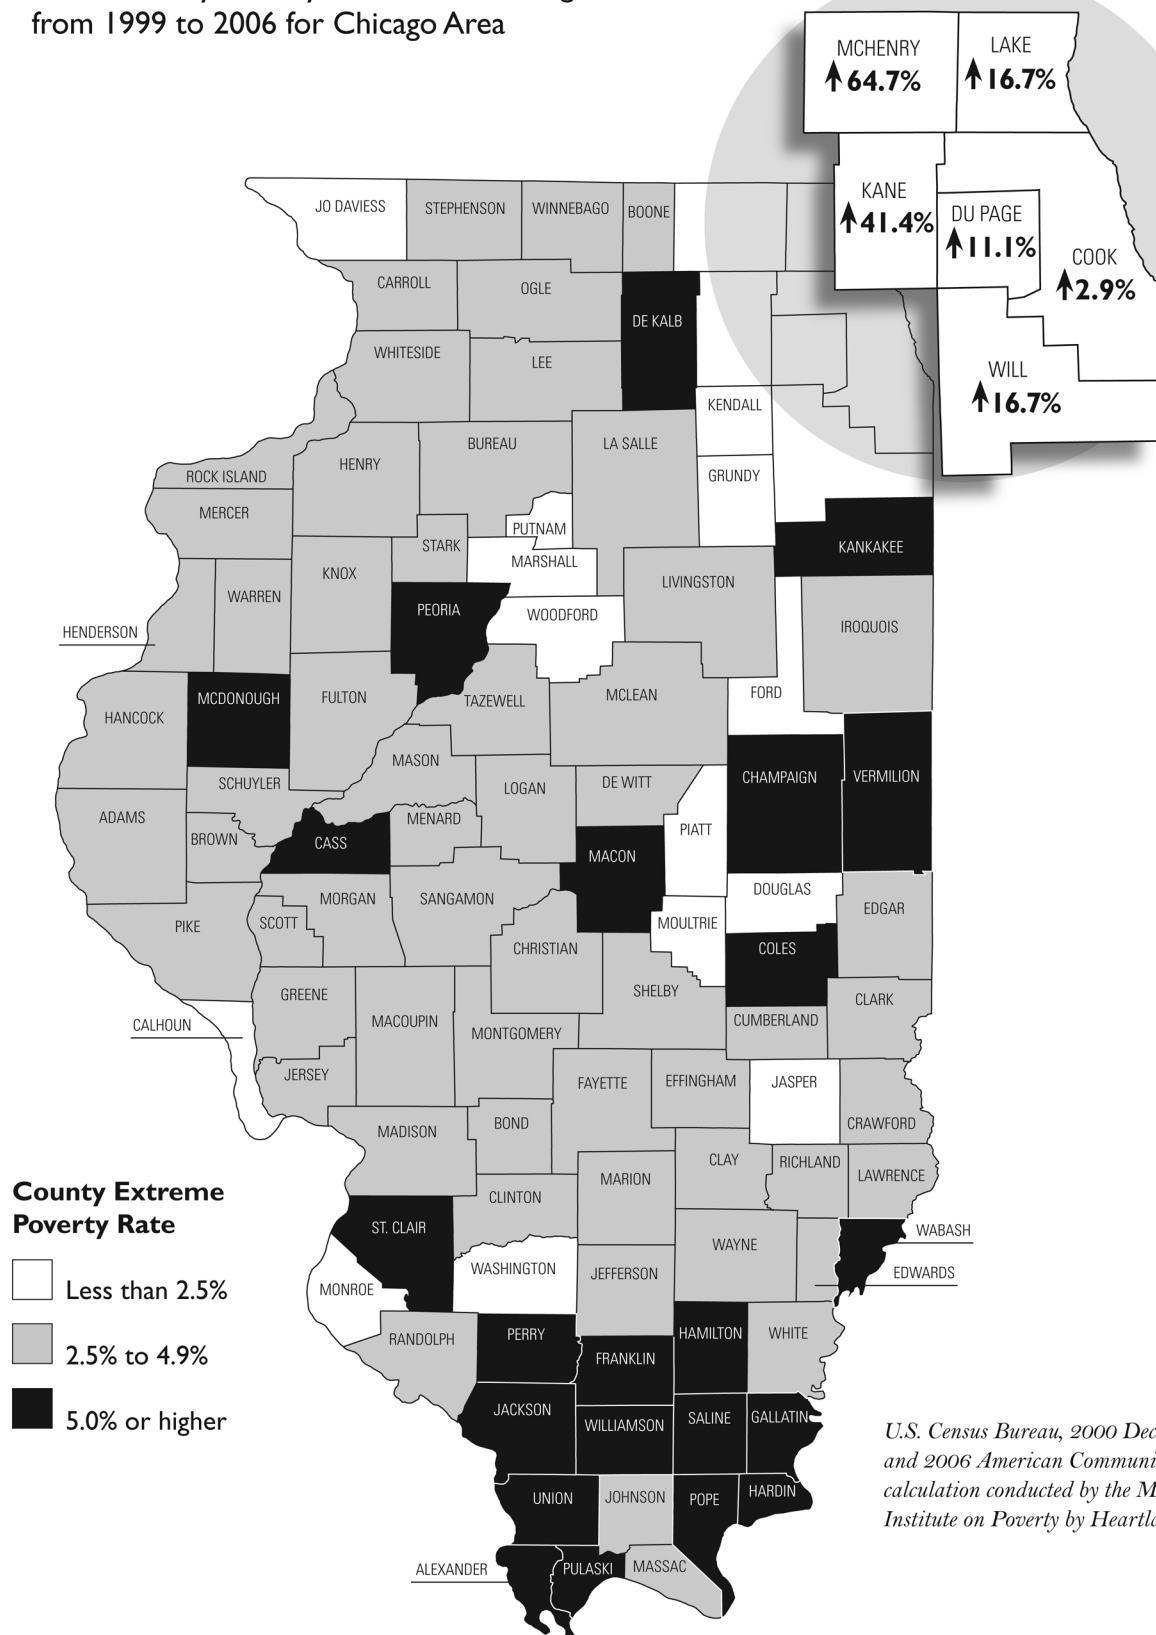 from 1999 to 2006 for Chicago Area
MCHENRY
64.7%
LAKE
16.7%
KANE
41.4%
DU PAGE
11.1%
COOK
2.9%
WILL
16.7%
JO DAVIESS
STEPHENSON
WINNEBAGO
BOONE
CARROLL
OGLE
DE KALB
WHITESIDE
LEE
KENDALL
ROCK ISLAND
HENRY
BUREAU
LA SALLE
GRUNDY
MERCER
PUTNAM
STARK
MARSHALL
KANKAKEE
KNOX
LIVINGSTON
WARREN
PEORIA
WOODFORD
IROQUOIS
HENDERSON
MCDONOUGH
FULTON
TAZEWELL
MCLEAN
FORD
HANCOCK
MASON
LOGAN
DE WITT
CHAMPAIGN
VERMILION
SCHUYLER
ADAMS
BROWN
CASS
MENARD
MACON
PIATT
DOUGLAS
PIKE
SCOTT
MORGAN
SANGAMON
CHRISTIAN
MOULTRIE
COLES
EDGAR
GREENE
MACOUPIN
SHELBY
CLARK
CALHOUN
MONTGOMERY
CUMBERLAND
JERSEY
FAYETTE
EFFINGHAM
JASPER
MADISON
BOND
CRAWFORD
CLAY
RICHLAND
LAWRENCE
MARION
CLINTON
ST. CLAIR
WAYNE
WABASH
EDWARDS
MONROE
WASHINGTON
JEFFERSON
RANDOLPH
PERRY
FRANKLIN
HAMILTON
WHITE
JACKSON
WILLIAMSON
SALINE
GALLATIN
UNION
JOHNSON
POPE
HARDIN
ALEXANDER
PULASKI
MASSAC
County Extreme
Poverty Rate
Less than 2.5%
2.5% to 4.9%
5.0% or higher
U.S. Census Bureau, 2000 Dec
and 2006 American Communi
calculation conducted by the M
Institute on Poverty by Heartla